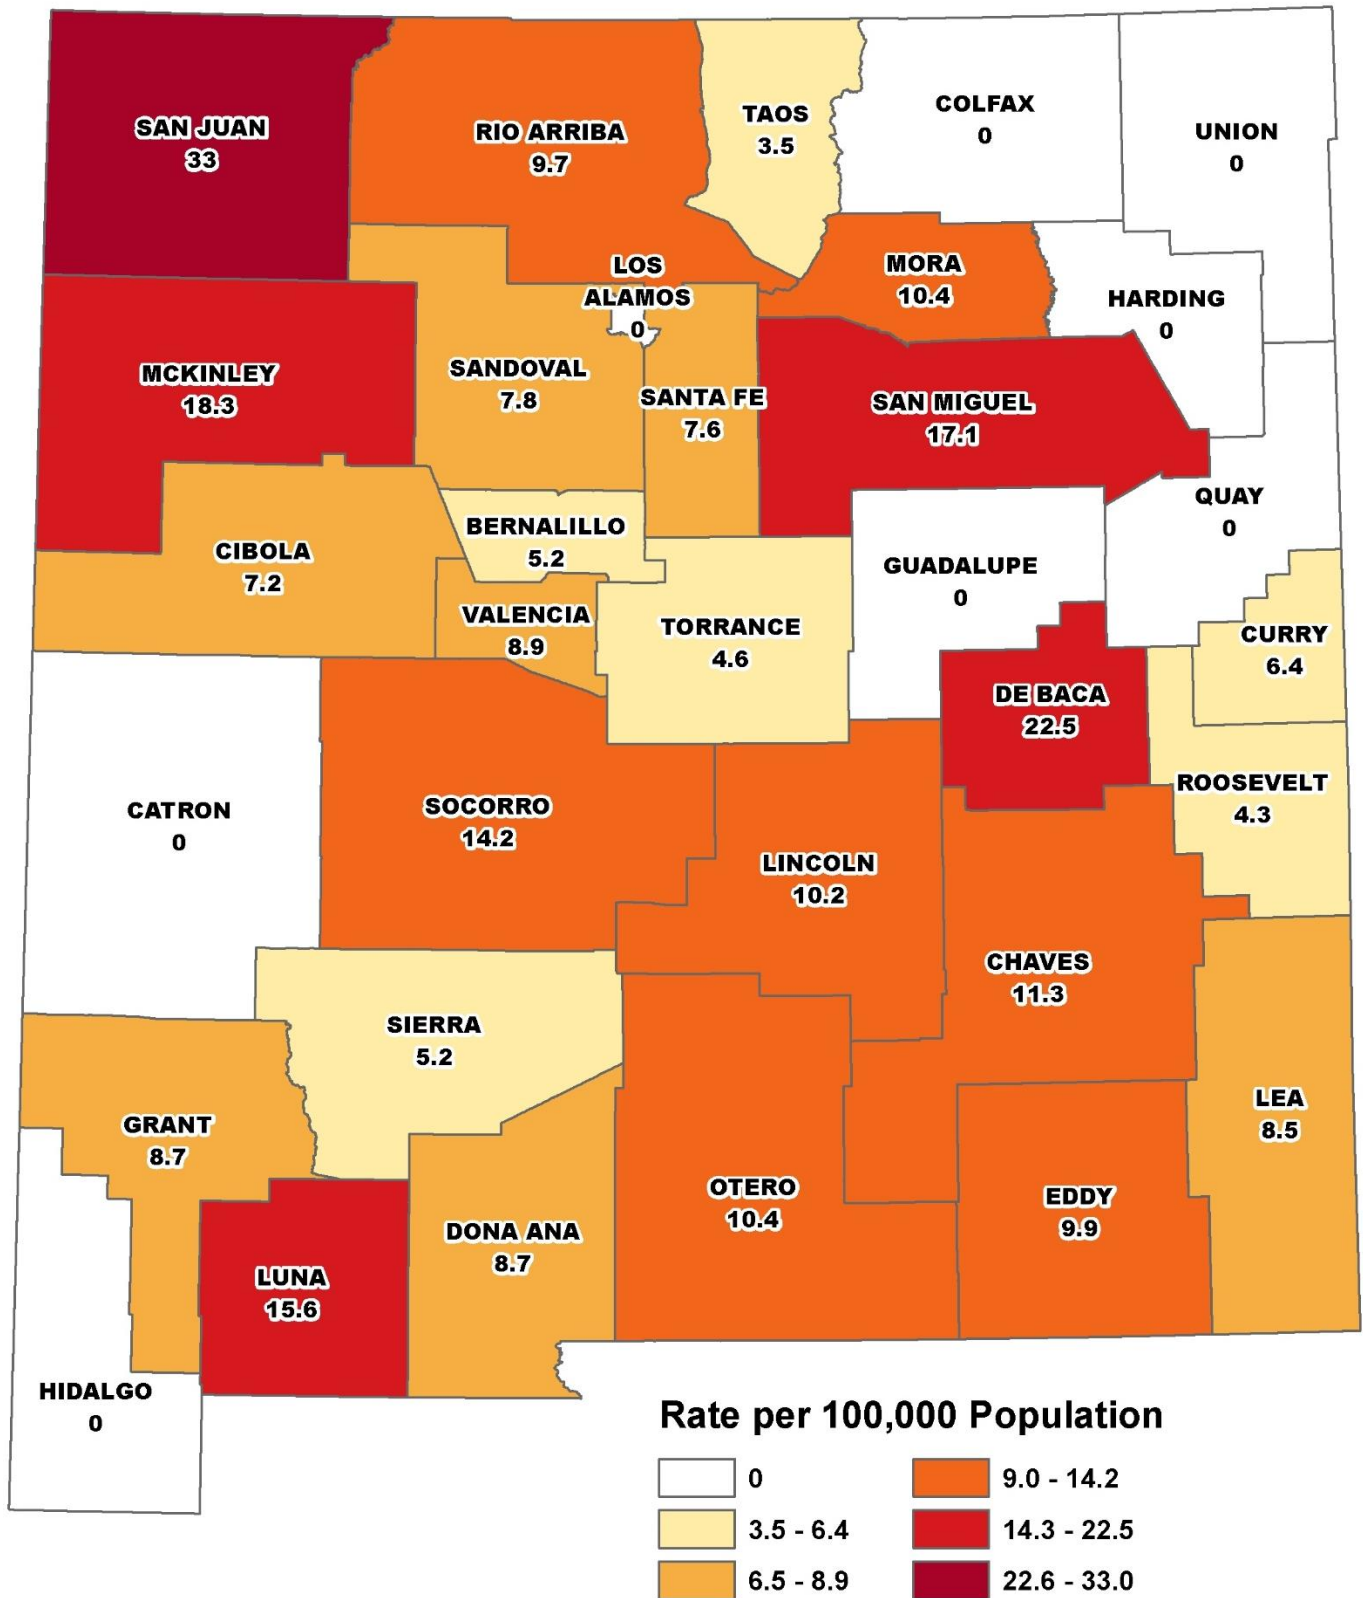 SAN JUAN
33
RIO ARRIBA
9.7
TAOS
3.5
COLFAX
0
UNION
0
LOS
ALAMOS
0
MORA
10.4
HARDING
0
MCKINLEY
18.3
SANDOVAL
7.8
SANTA FE
7.6
SAN MIGUEL
17.1
QUAY
0
CIBOLA
7.2
BERNALILLO
5.2
GUADALUPE
0
VALENCIA
8.9
TORRANCE
4.6
CURRY
6.4
DE BACA
22.5
ROOSEVELT
4.3
CATRON
0
SOCORRO
14.2
LINCOLN
10.2
CHAVES
11.3
SIERRA
5.2
GRANT
8.7
LEA
8.5
OTERO
10.4
EDDY
9.9
DONA ANA
8.7
LUNA
15.6
HIDALGO
0
Rate per 100,000 Population
0
9.0 - 14.2
3.5 - 6.4
14.3 - 22.5
6.5 - 8.9
22.6 - 33.0